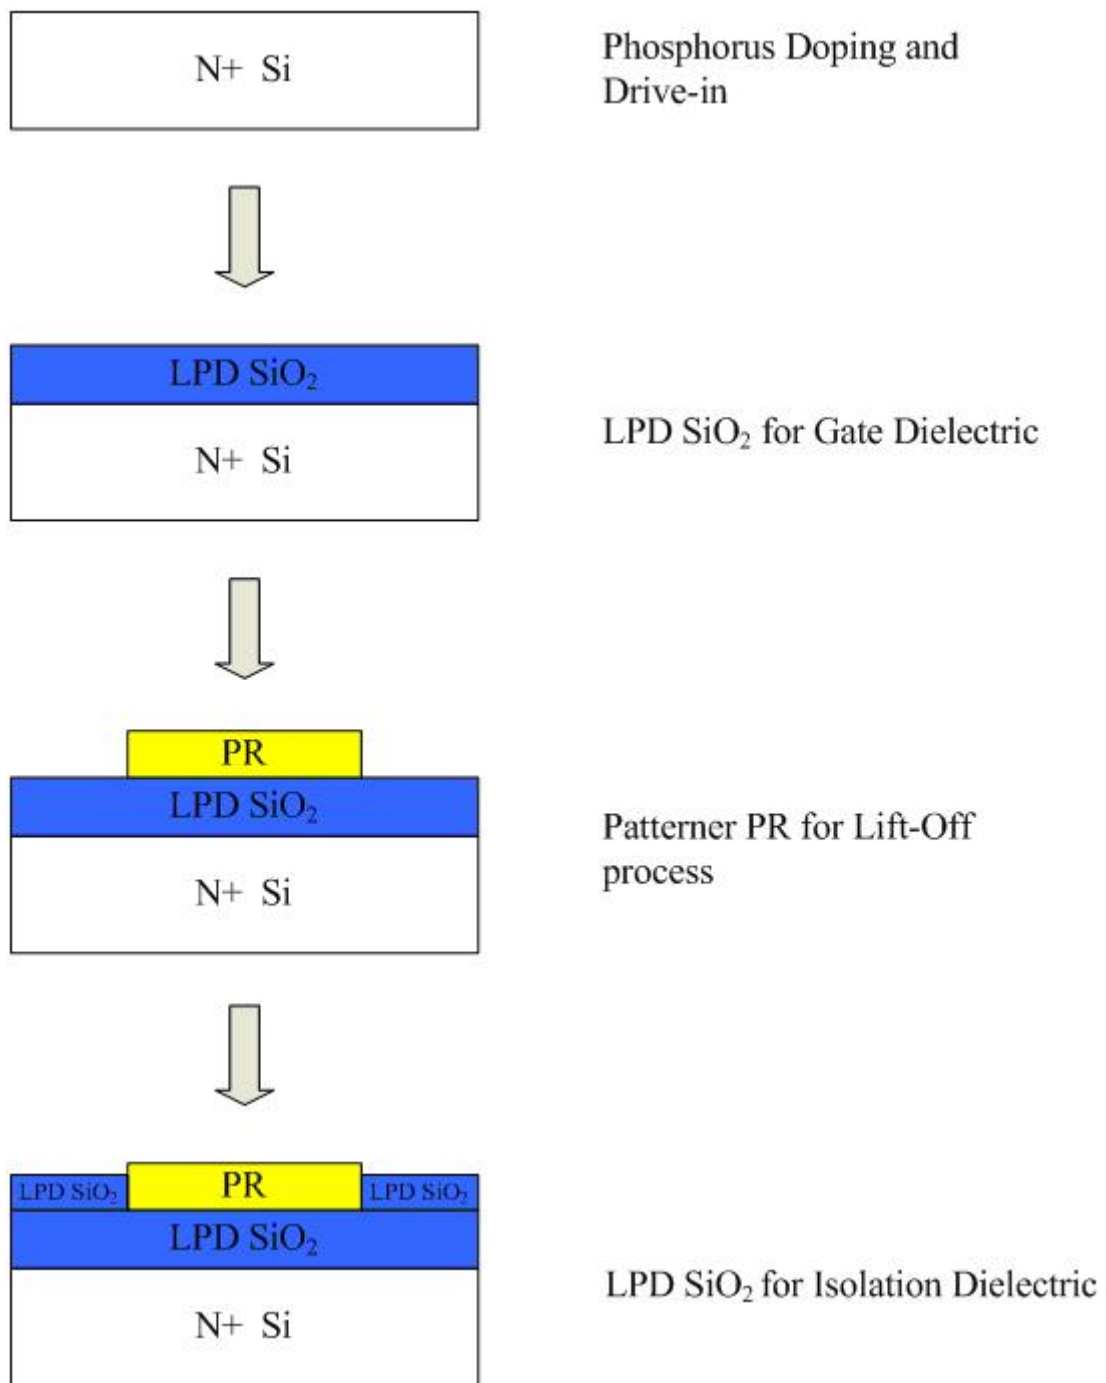 N+ Si
Phosphorus Doping and
Drive-in
LPD SiO₂
N+ Si
LPD SiO₂ for Gate Dielectric
PR
LPD SiO₂
N+ Si
Patterner PR for Lift-Off
process
LPD SiO₂ PR LPD SiO₂
LPD SiO₂
N+ Si
LPD SiO₂ for Isolation Dielectric